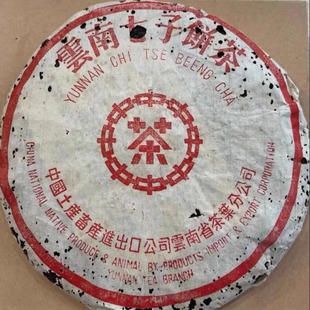 雲南七子餅茶
YUNNAN CHI TSE BEENG CHA
茶
中國土産畜産進出口公司雲南省茶葉分公司
CHINA NATIONAL NATIVE PRODUCE & ANIMAL BY-PRODUCTS IMPORT & EXPORT CORPORATION
YUNNAN TEA BRANCH